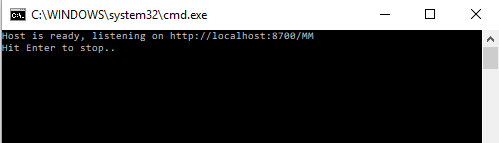 C:\WINDOWS\system32\cmd.exe
Host is ready, listening on http://localhost:8700/MM
Hit Enter to stop..